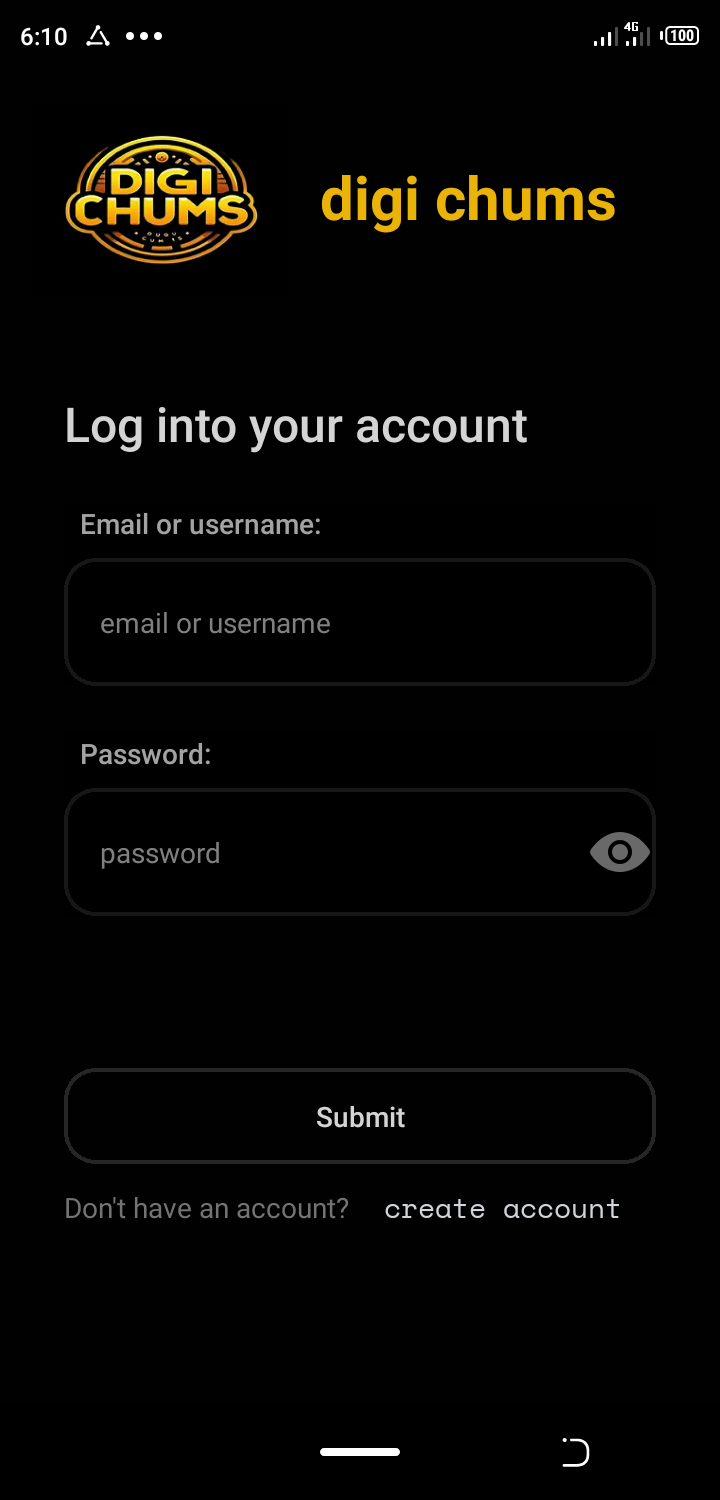 6:10
4G
100
DIGI
CHUMS
digi chums
Log into your account
Email or username:
email or username
Password:
password
Submit
Don't have an account? create account